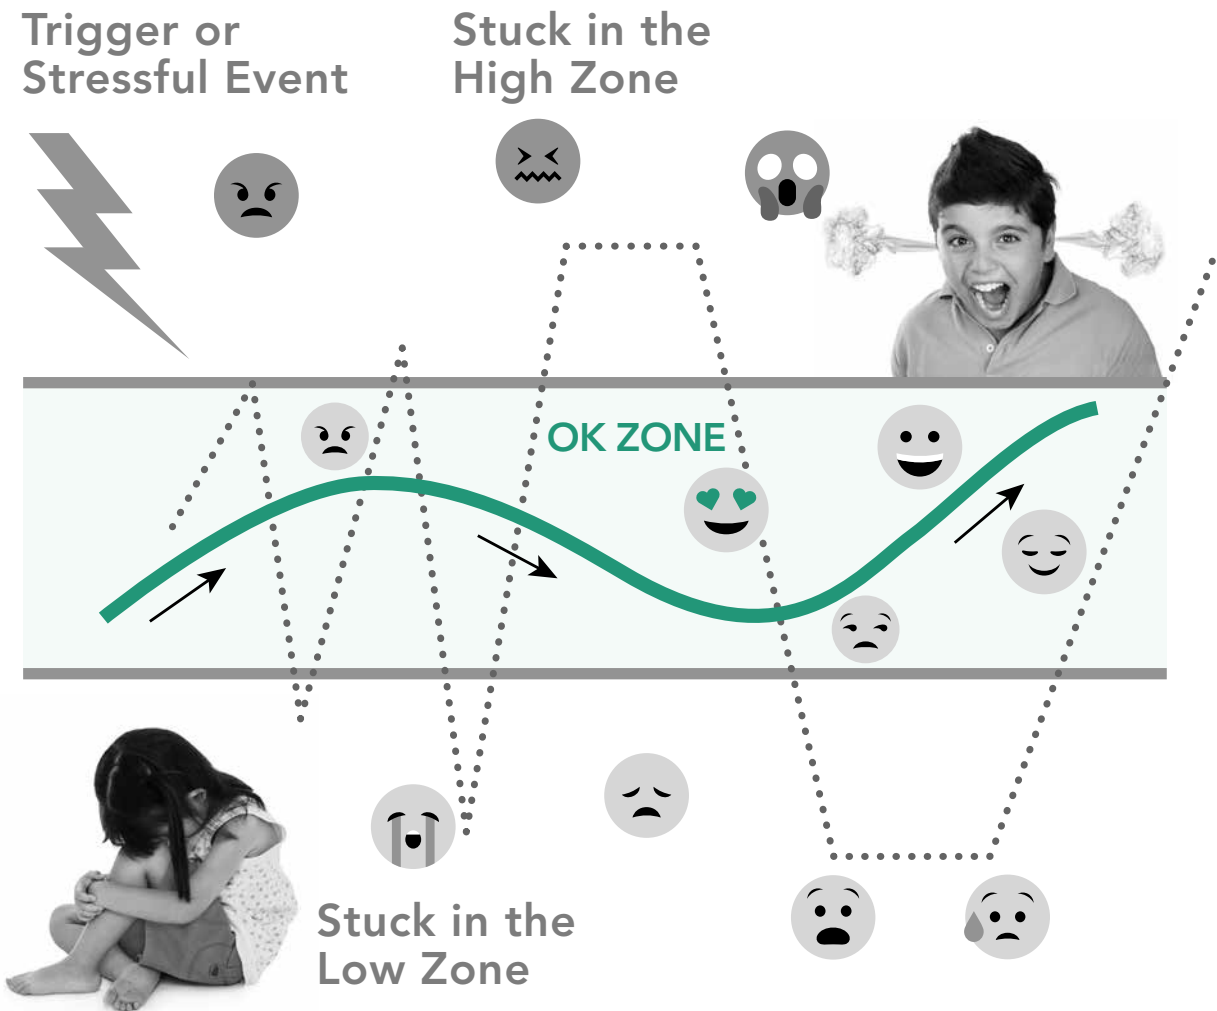 Trigger or
Stressful Event
Stuck in the
High Zone
OK ZONE
Stuck in the
Low Zone